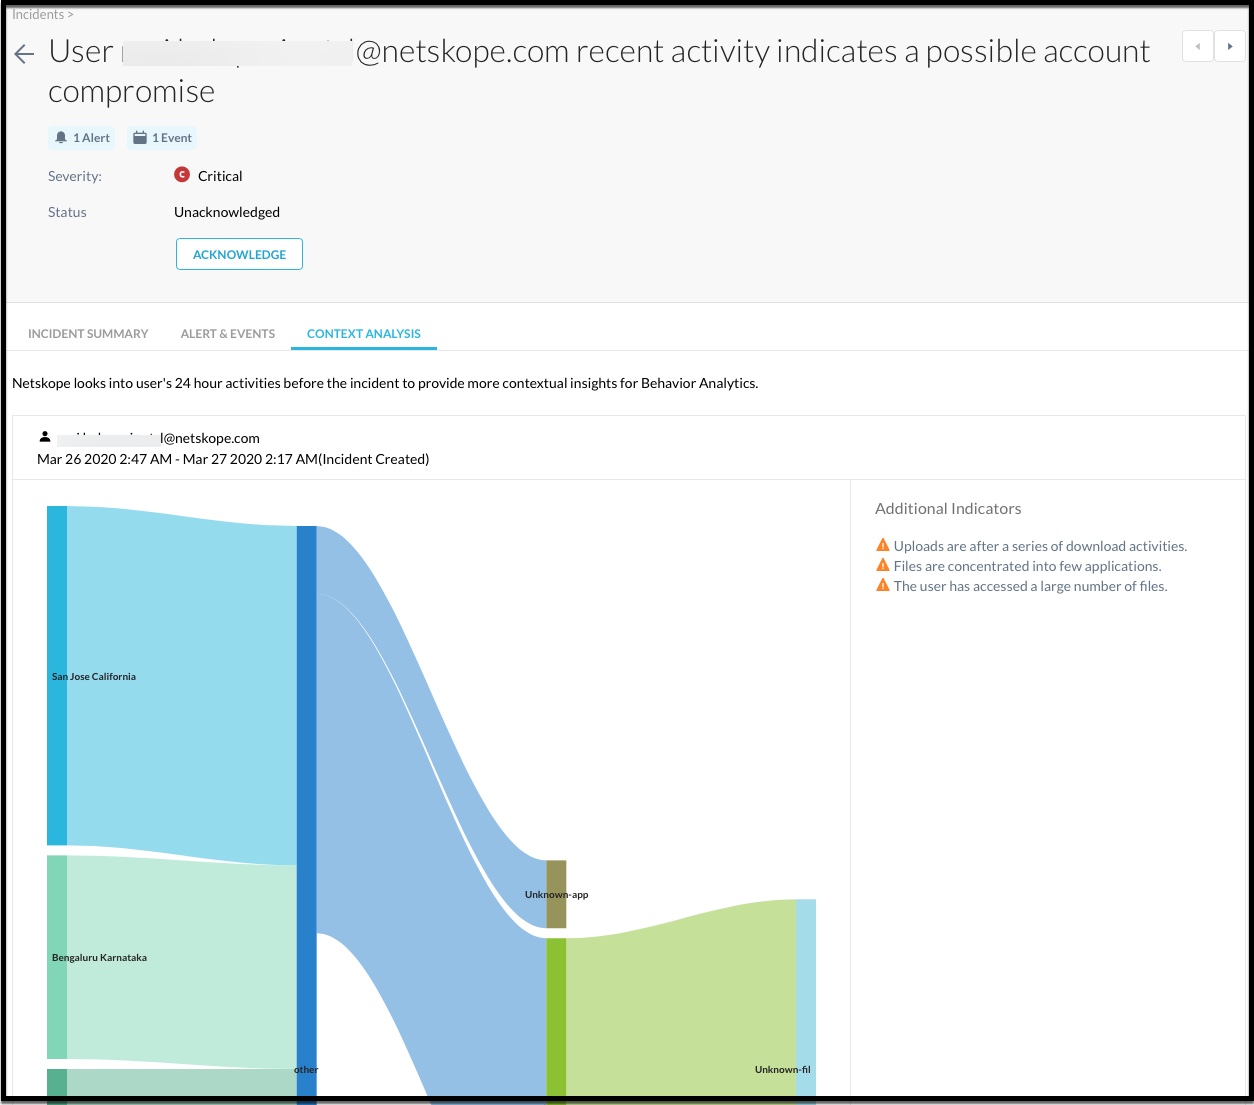 Incidents >
User @netskope.com recent activity indicates a possible account
compromise
1 Alert 1 Event
Severity: C Critical
Status Unacknowledged
ACKNOWLEDGE
INCIDENT SUMMARY ALERT & EVENTS CONTEXT ANALYSIS
Netskope looks into user's 24 hour activities before the incident to provide more contextual insights for Behavior Analytics.
l@netskope.com
Mar 26 2020 2:47 AM - Mar 27 2020 2:17 AM(Incident Created)
Additional Indicators
Uploads are after a series of download activities.
Files are concentrated into few applications.
The user has accessed a large number of files.
San Jose California
Unknown-app
Bengaluru Karnataka
other
Unknown-fil